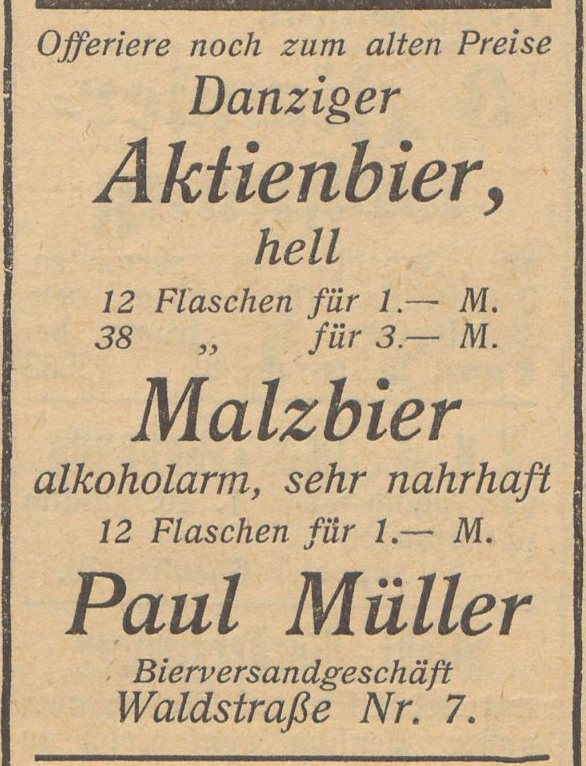 Offeriere noch zum alten Preise
Danziger
Aktienbier,
hell
12 Flaschen für 1.— M.
38 „ für 3.— M.
Malzbier
alkoholarm, sehr nahrhaft
12 Flaschen für 1.— M.
Paul Müller
Bierversandgeschäft
Waldstraße Nr. 7.